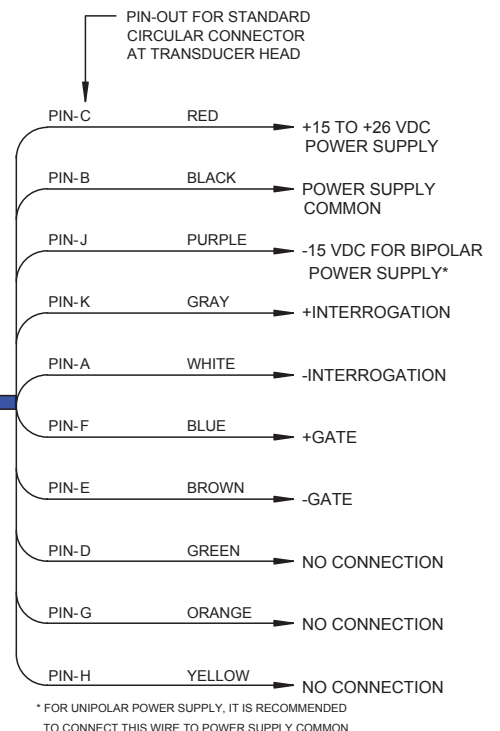 PIN-OUT FOR STANDARD
CIRCULAR CONNECTOR
AT TRANSDUCER HEAD
PIN-C RED +15 TO +26 VDC
POWER SUPPLY
PIN-B BLACK POWER SUPPLY
COMMON
PIN-J PURPLE -15 VDC FOR BIPOLAR
POWER SUPPLY*
PIN-K GRAY +INTERROGATION
PIN-A WHITE -INTERROGATION
PIN-F BLUE +GATE
PIN-E BROWN -GATE
PIN-D GREEN NO CONNECTION
PIN-G ORANGE NO CONNECTION
PIN-H YELLOW NO CONNECTION
* FOR UNIPOLAR POWER SUPPLY, IT IS RECOMMENDED
TO CONNECT THIS WIRE TO POWER SUPPLY COMMON